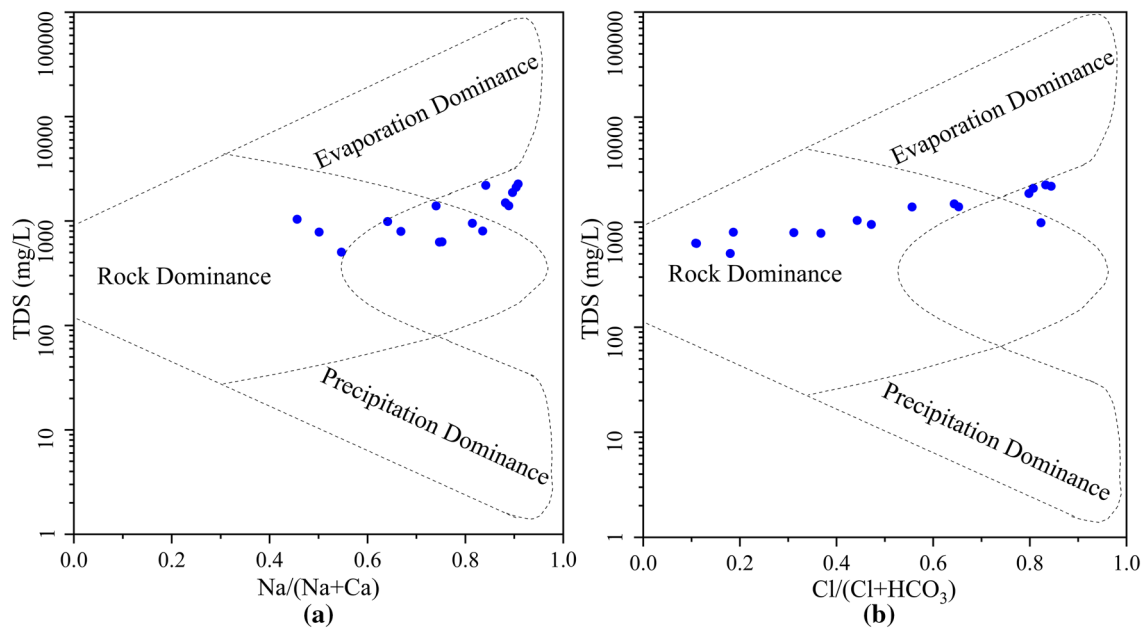 100000
10000
1000
100
10
1
TDS (mg/L)
Evaporation Dominance
Rock Dominance
Precipitation Dominance
0.0
0.2
0.4
0.6
0.8
1.0
Na/(Na+Ca)
(a)
100000
10000
1000
100
10
1
TDS (mg/L)
Evaporation Dominance
Rock Dominance
Precipitation Dominance
0.0
0.2
0.4
0.6
0.8
1.0
Cl/(Cl+HCO₃)
(b)